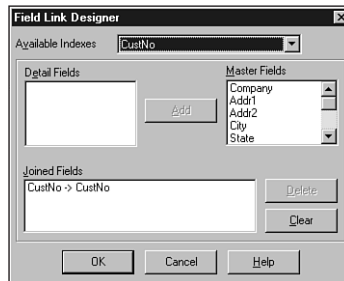 Field Link Designer
Available Indexes CustNo
Detail Fields
Master Fields
Company
Addr1
Addr2
City
State
Add
Joined Fields
CustNo -> CustNo
Delete
Clear
OK Cancel Help